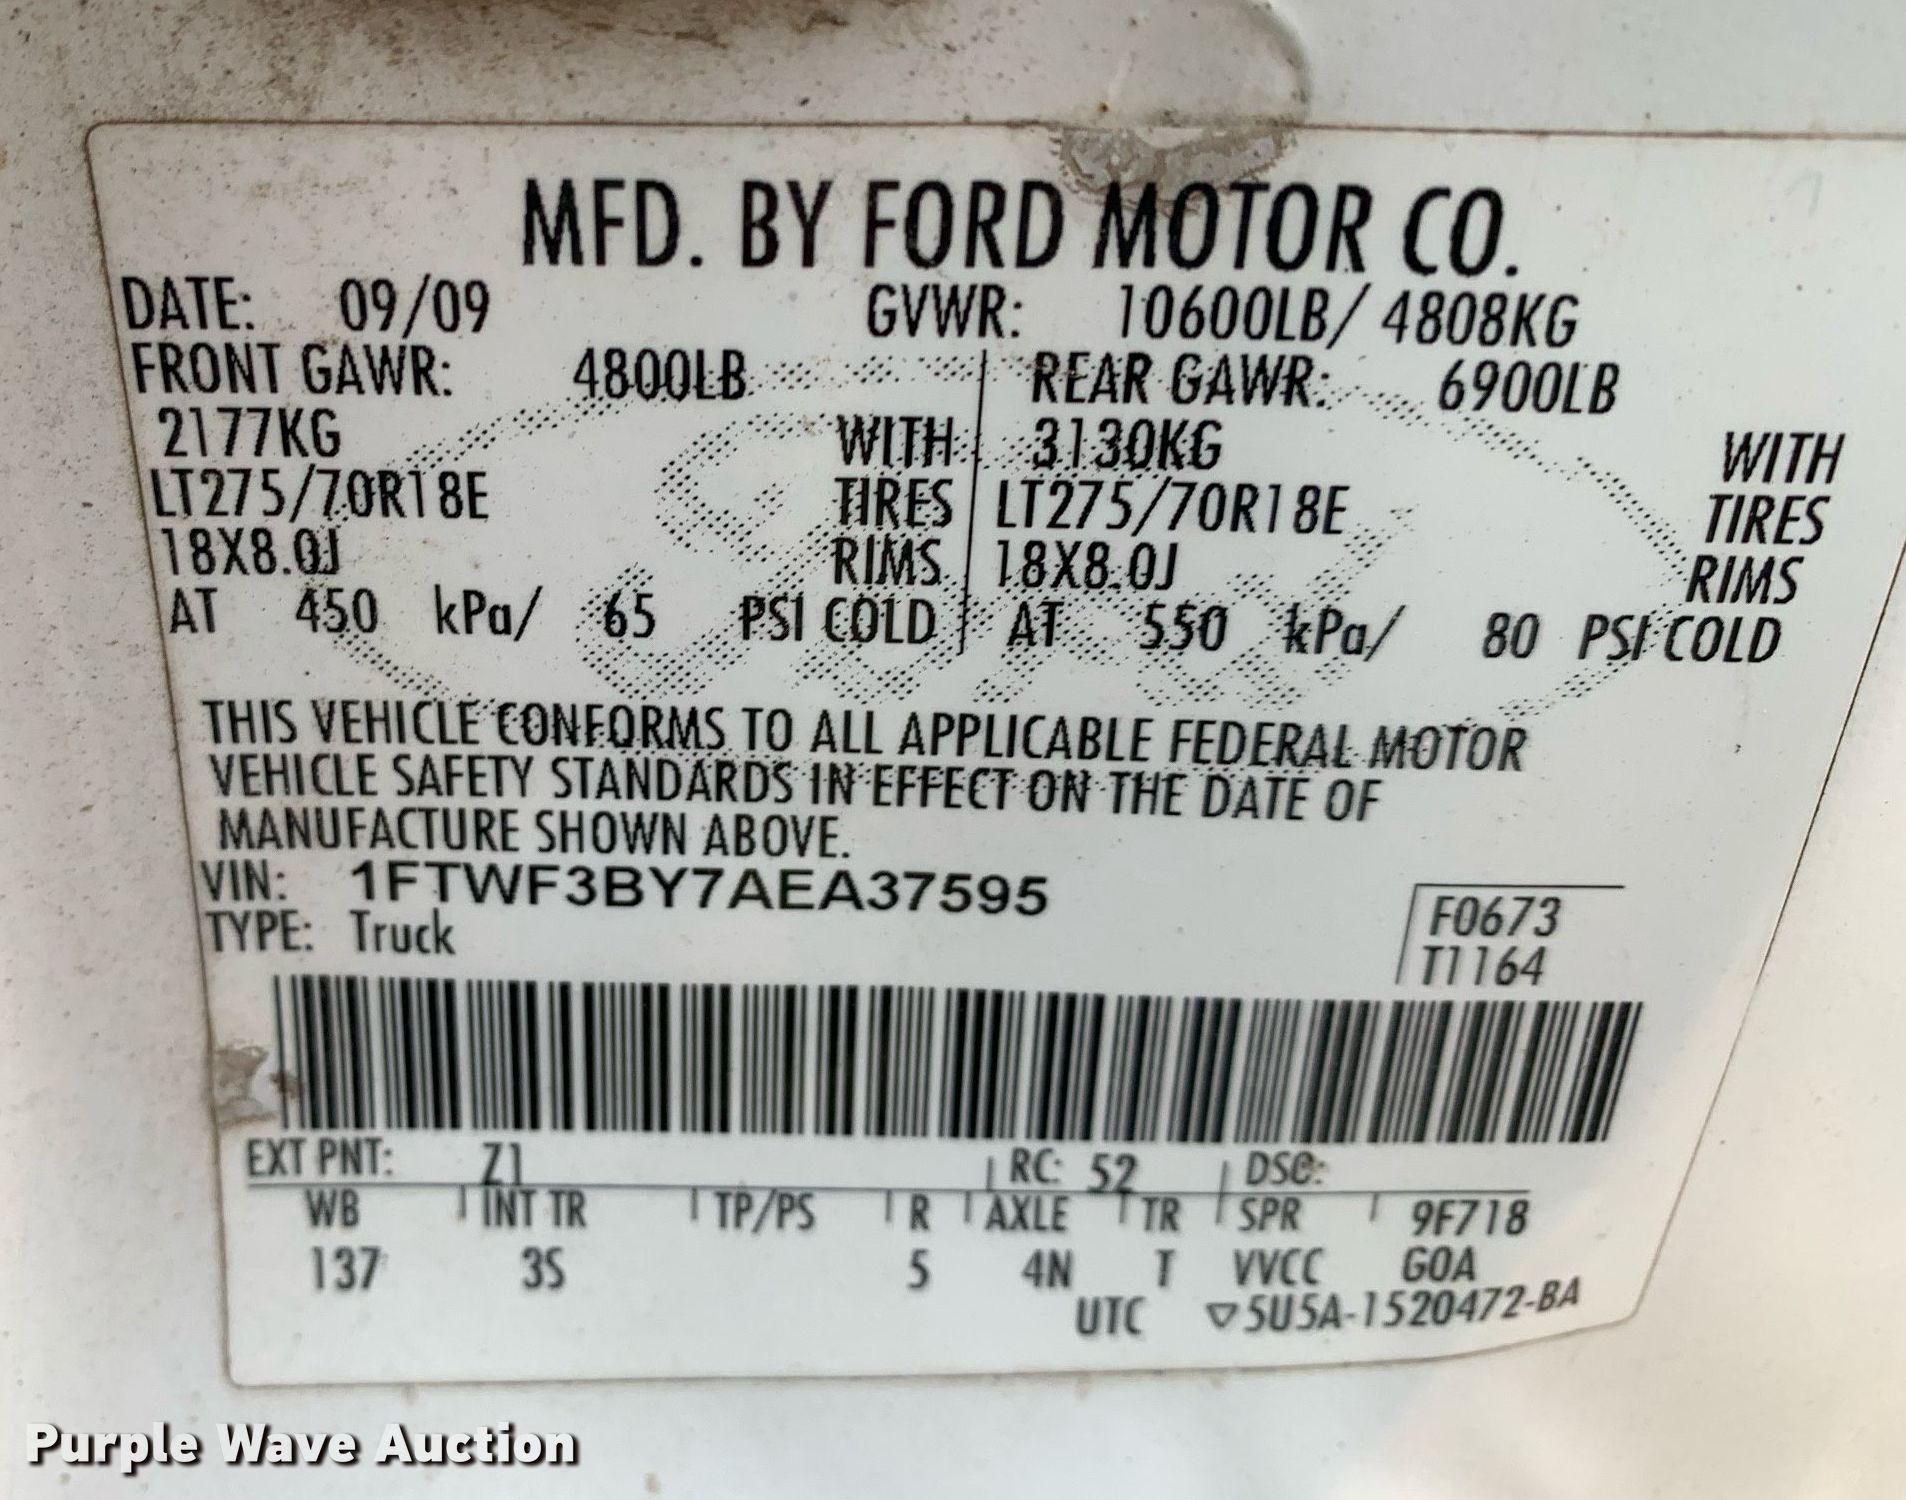 MFD. BY FORD MOTOR CO.
DATE: 09/09 GVWR: 10600LB/ 4808KG
FRONT GAWR: 4800LB REAR GAWR: 6900LB
2177KG WITH 3130KG WITH
LT275/70R18E TIRES LT275/70R18E TIRES
18X8.0J RIMS 18X8.0J RIMS
AT 450 kPa/ 65 PSI COLD AT 550 kPa/ 80 PSI COLD
THIS VEHICLE CONFORMS TO ALL APPLICABLE FEDERAL MOTOR
VEHICLE SAFETY STANDARDS IN EFFECT ON THE DATE OF
MANUFACTURE SHOWN ABOVE.
VIN: 1FTWF3BY7AEA37595
TYPE: Truck
F0673
T1164
EXT PNT: Z1 RC: 52 DSO:
WB INT TR TP/PS R AXLE TR SPR 9F718
137 3S 5 4N T VVCC G0A
UTC ▽5U5A-1520472-BA
Purple Wave Auction